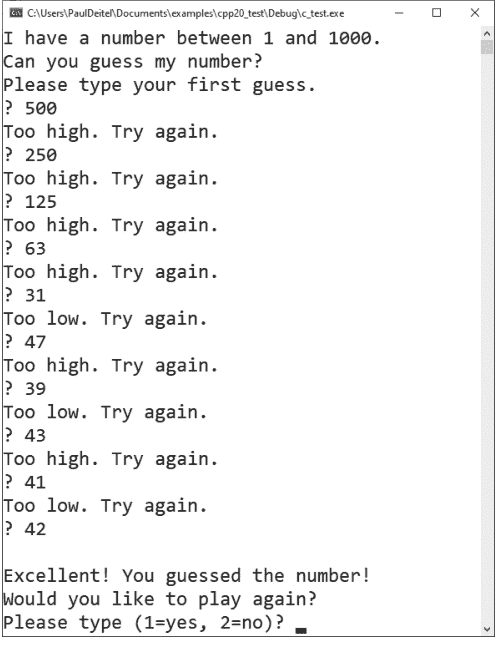 C:\Users\PaulDeitel\Documents\examples\cpp20_test\Debug\c_test.exe
I have a number between 1 and 1000.
Can you guess my number?
Please type your first guess.
? 500
Too high. Try again.
? 250
Too high. Try again.
? 125
Too high. Try again.
? 63
Too high. Try again.
? 31
Too low. Try again.
? 47
Too high. Try again.
? 39
Too low. Try again.
? 43
Too high. Try again.
? 41
Too low. Try again.
? 42
Excellent! You guessed the number!
Would you like to play again?
Please type (1=yes, 2=no)?